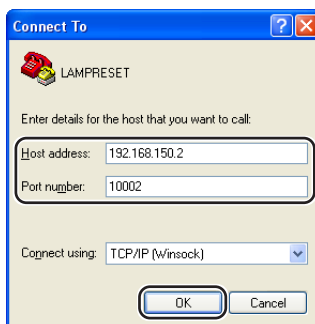 Connect To
LAMPRESET
Enter details for the host that you want to call:
Host address: 192.168.150.2
Port number: 10002
Connect using: TCP/IP (Winsock)
OK Cancel